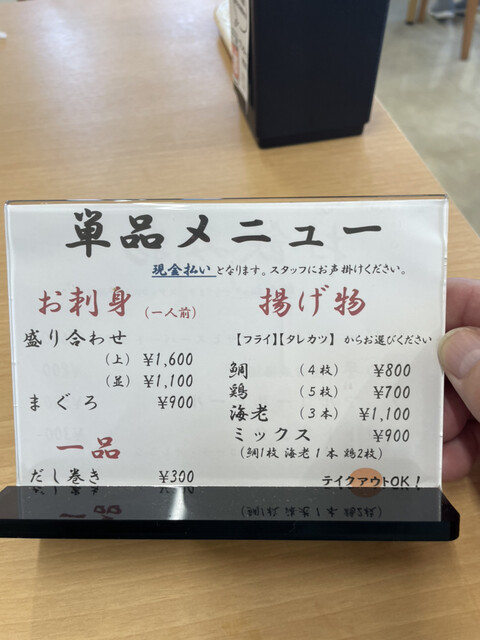 単品メニュー
現金払いとなります。スタッフにお声掛けください。
お刺身（一人前）
盛り合わせ
（上）¥1,600
（並）¥1,100
まぐろ ¥900
一品
だし巻き ¥300
揚げ物
【フライ】【タレカツ】からお選びください
鯛（4枚）¥800
鶏（5枚）¥700
海老（3本）¥1,100
ミックス ¥900
（鯛1枚 海老1本 鶏2枚）
テイクアウトOK！